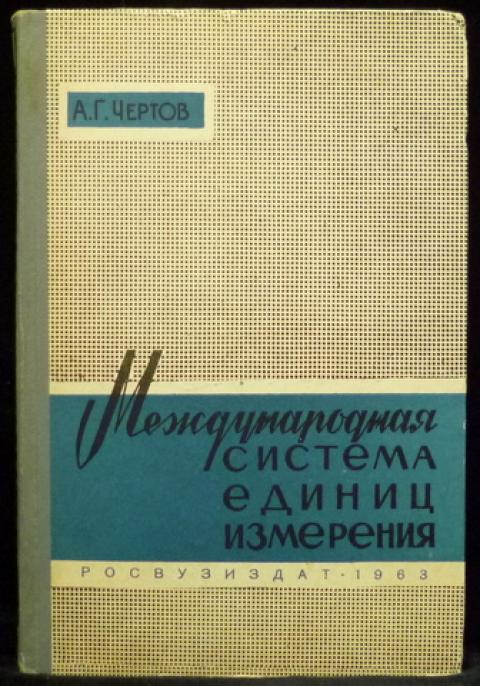 А.Г. ЧЕРТОВ
Международная
система
единиц
измерения
РОСВУЗИЗДАТ·1963